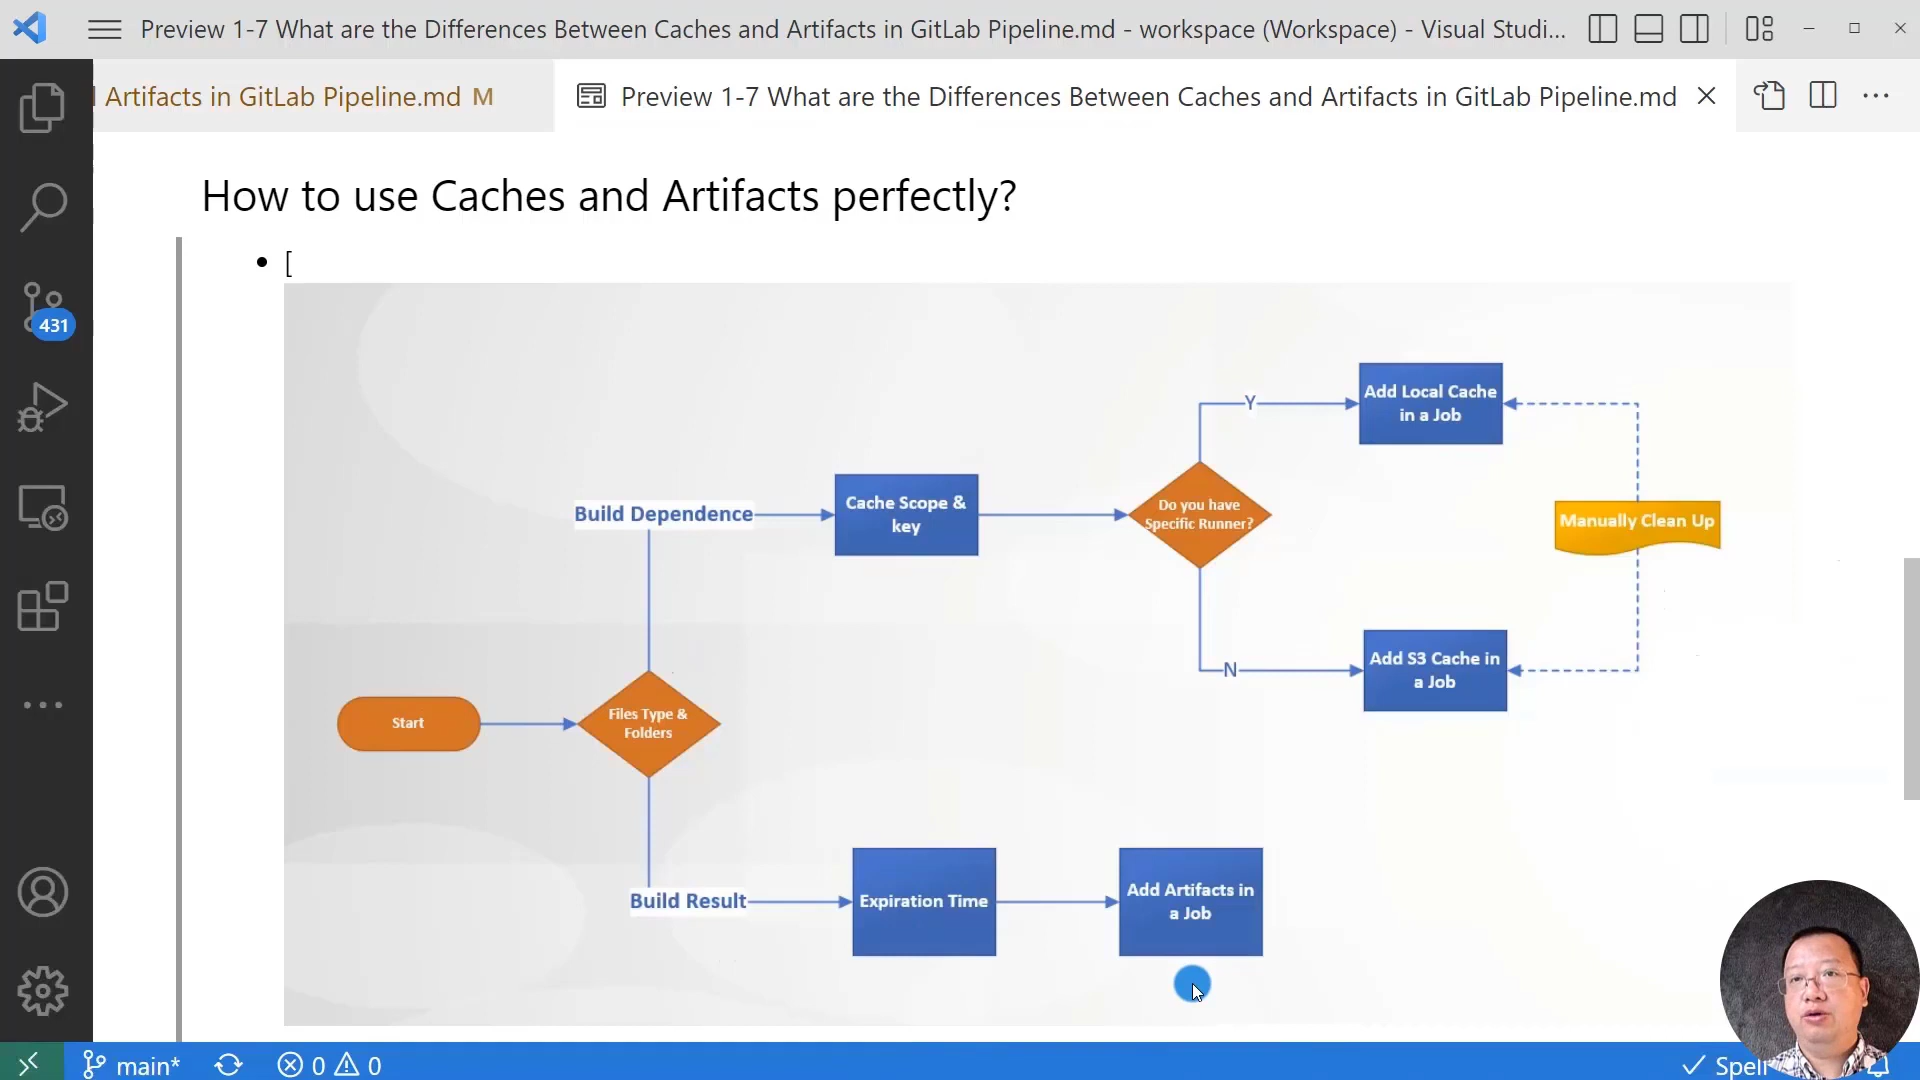 Preview 1-7 What are the Differences Between Caches and Artifacts in GitLab Pipeline.md - workspace (Workspace) - Visual Studi...
Artifacts in GitLab Pipeline.md M
Preview 1-7 What are the Differences Between Caches and Artifacts in GitLab Pipeline.md
How to use Caches and Artifacts perfectly?
[
431
Add Local Cache
in a Job
Y
Build Dependence
Cache Scope &
key
Do you have
Specific Runner?
Manually Clean Up
N
Add S3 Cache in
a Job
Start
Files Type &
Folders
Build Result
Expiration Time
Add Artifacts in
a Job
main*
0
0
Spell